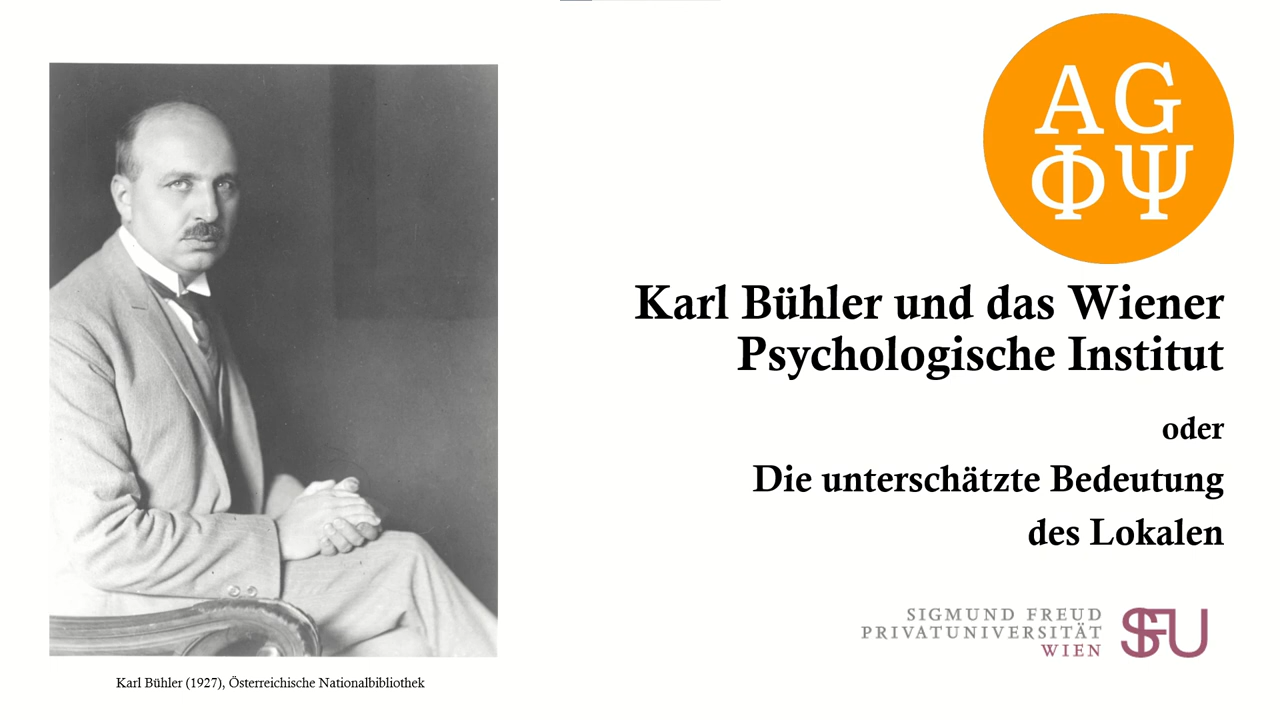 AG
ΦΨ
Karl Bühler und das Wiener
Psychologische Institut
oder
Die unterschätzte Bedeutung
des Lokalen
SIGMUND FREUD
PRIVATUNIVERSITÄT
WIEN
SFU
Karl Bühler (1927), Österreichische Nationalbibliothek